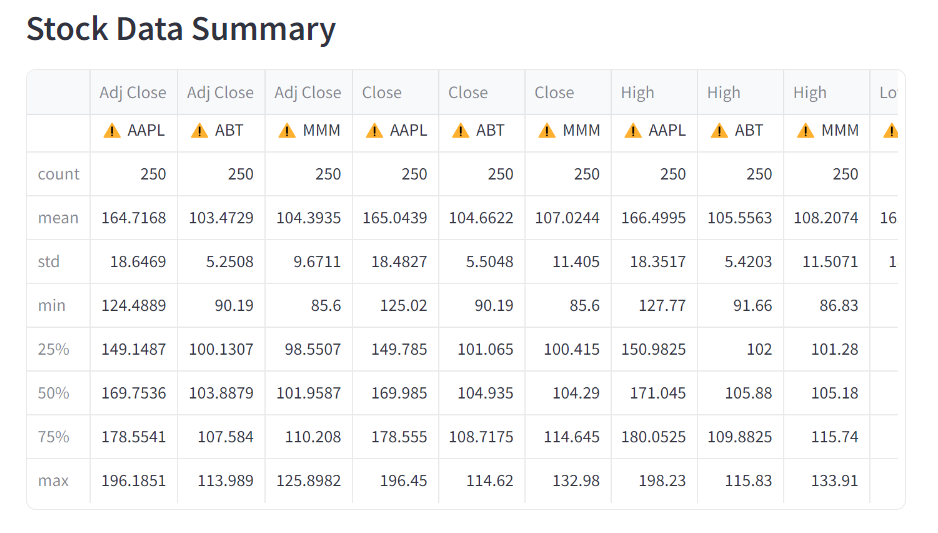 Stock Data Summary
Adj Close Adj Close Adj Close Close Close Close High High High Lo
AAPL ABT MMM AAPL ABT MMM AAPL ABT MMM
count 250 250 250 250 250 250 250 250 250
mean 164.7168 103.4729 104.3935 165.0439 104.6622 107.0244 166.4995 105.5563 108.2074 16
std 18.6469 5.2508 9.6711 18.4827 5.5048 11.405 18.3517 5.4203 11.5071 1
min 124.4889 90.19 85.6 125.02 90.19 85.6 127.77 91.66 86.83
25% 149.1487 100.1307 98.5507 149.785 101.065 100.415 150.9825 102 101.28
50% 169.7536 103.8879 101.9587 169.985 104.935 104.29 171.045 105.88 105.18
75% 178.5541 107.584 110.208 178.555 108.7175 114.645 180.0525 109.8825 115.74
max 196.1851 113.989 125.8982 196.45 114.62 132.98 198.23 115.83 133.91